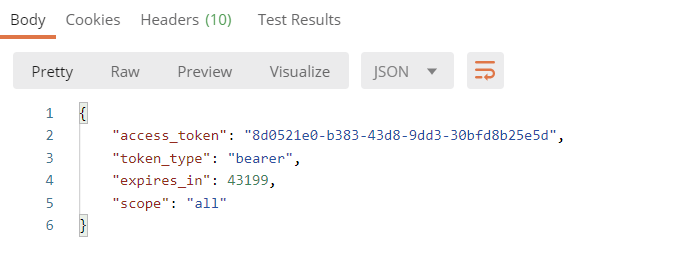 Body Cookies Headers (10) Test Results
Pretty Raw Preview Visualize JSON
1 {
2 "access_token": "8d0521e0-b383-43d8-9dd3-30bfd8b25e5d",
3 "token_type": "bearer",
4 "expires_in": 43199,
5 "scope": "all"
6 }